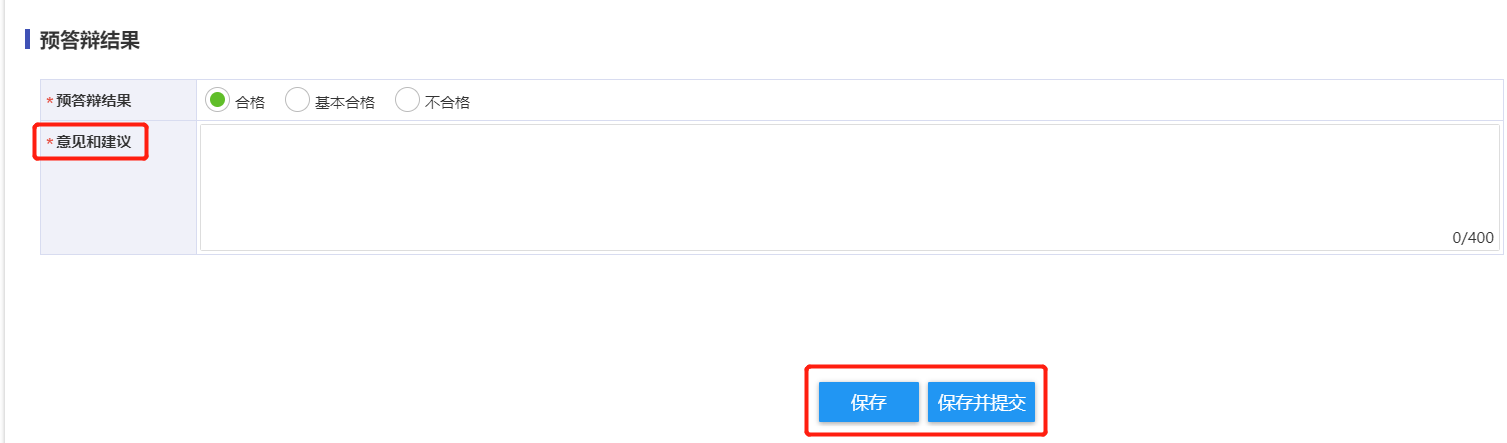 预答辩结果
*预答辩结果 合格 基本合格 不合格
*意见和建议
0/400
保存 保存并提交